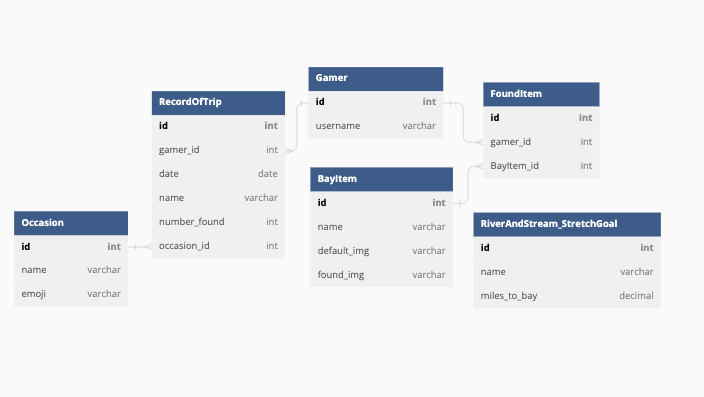 Gamer
id int
username varchar
RecordOfTrip
id int
gamer_id int
date date
name varchar
number_found int
occasion_id int
FoundItem
id int
gamer_id int
BayItem_id int
BayItem
id int
name varchar
default_img varchar
found_img varchar
Occasion
id int
name varchar
emoji varchar
RiverAndStream_StretchGoal
id int
name varchar
miles_to_bay decimal